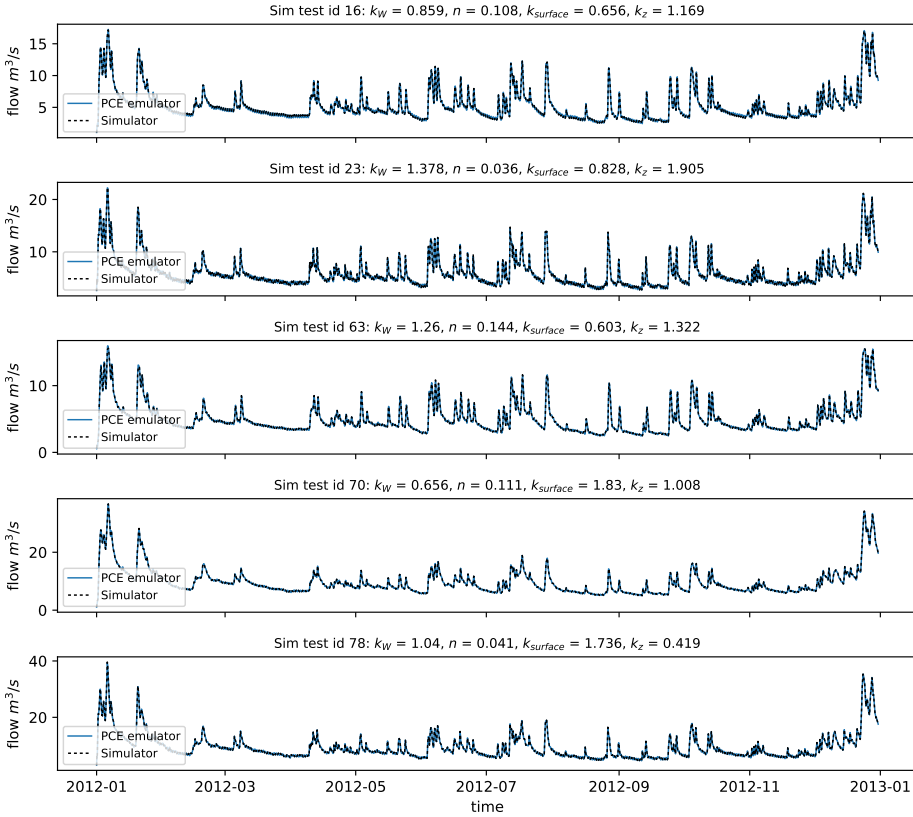 Sim test id 16: k_W = 0.859, n = 0.108, k_surface = 0.656, k_z = 1.169
flow m^3/s
15
10
5
PCE emulator
Simulator
Sim test id 23: k_W = 1.378, n = 0.036, k_surface = 0.828, k_z = 1.905
flow m^3/s
20
10
PCE emulator
Simulator
Sim test id 63: k_W = 1.26, n = 0.144, k_surface = 0.603, k_z = 1.322
flow m^3/s
10
0
PCE emulator
Simulator
Sim test id 70: k_W = 0.656, n = 0.111, k_surface = 1.83, k_z = 1.008
flow m^3/s
20
0
PCE emulator
Simulator
Sim test id 78: k_W = 1.04, n = 0.041, k_surface = 1.736, k_z = 0.419
flow m^3/s
40
20
PCE emulator
Simulator
2012-01 2012-03 2012-05 2012-07 2012-09 2012-11 2013-01
time